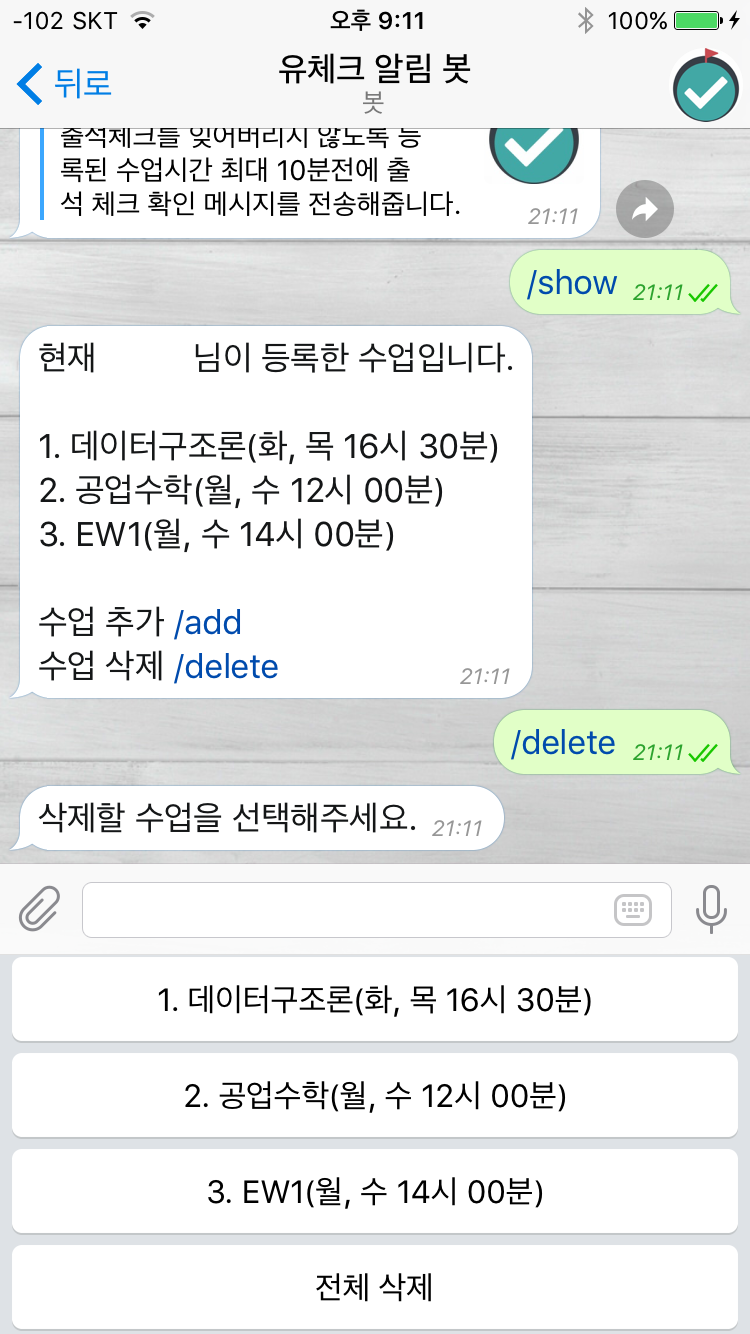 -102 SKT 오후 9:11 100%
뒤로 유체크 알림 봇
봇
출석체크를 잊어버리지 않도록 등
록된 수업시간 최대 10분전에 출
석 체크 확인 메시지를 전송해줍니다.
21:11
/show 21:11
현재 님이 등록한 수업입니다.
1. 데이터구조론(화, 목 16시 30분)
2. 공업수학(월, 수 12시 00분)
3. EW1(월, 수 14시 00분)
수업 추가 /add
수업 삭제 /delete
21:11
/delete 21:11
삭제할 수업을 선택해주세요. 21:11
1. 데이터구조론(화, 목 16시 30분)
2. 공업수학(월, 수 12시 00분)
3. EW1(월, 수 14시 00분)
전체 삭제